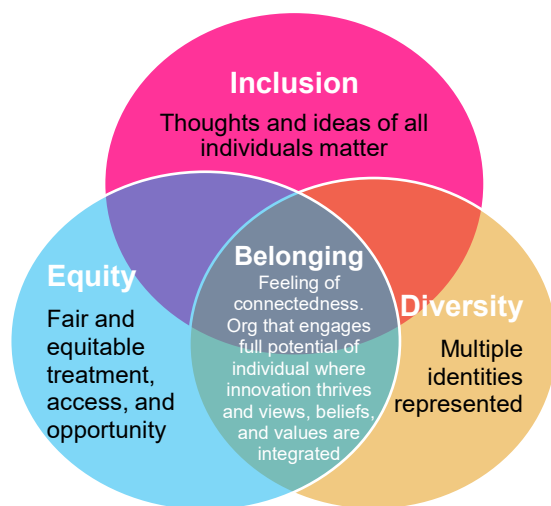 Inclusion
Thoughts and ideas of all
individuals matter
Equity
Fair and
equitable
treatment,
access, and
opportunity
Belonging
Feeling of
connectedness.
Org that engages
full potential of
individual where
innovation thrives
and views, beliefs,
and values are
integrated
Diversity
Multiple
identities
represented